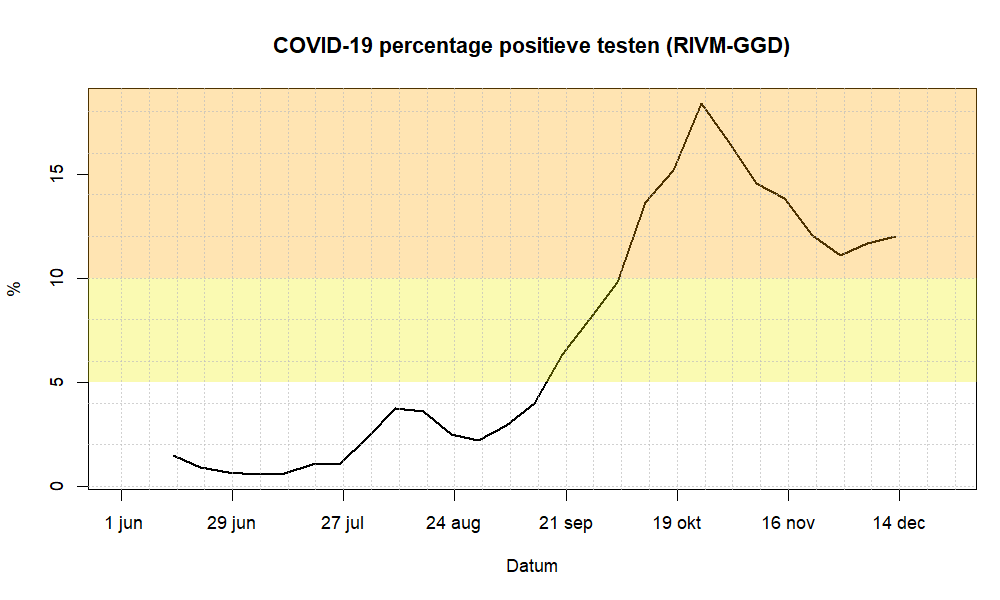 COVID-19 percentage positieve testen (RIVM-GGD)
%
15
10
5
0
1 jun 29 jun 27 jul 24 aug 21 sep 19 okt 16 nov 14 dec
Datum